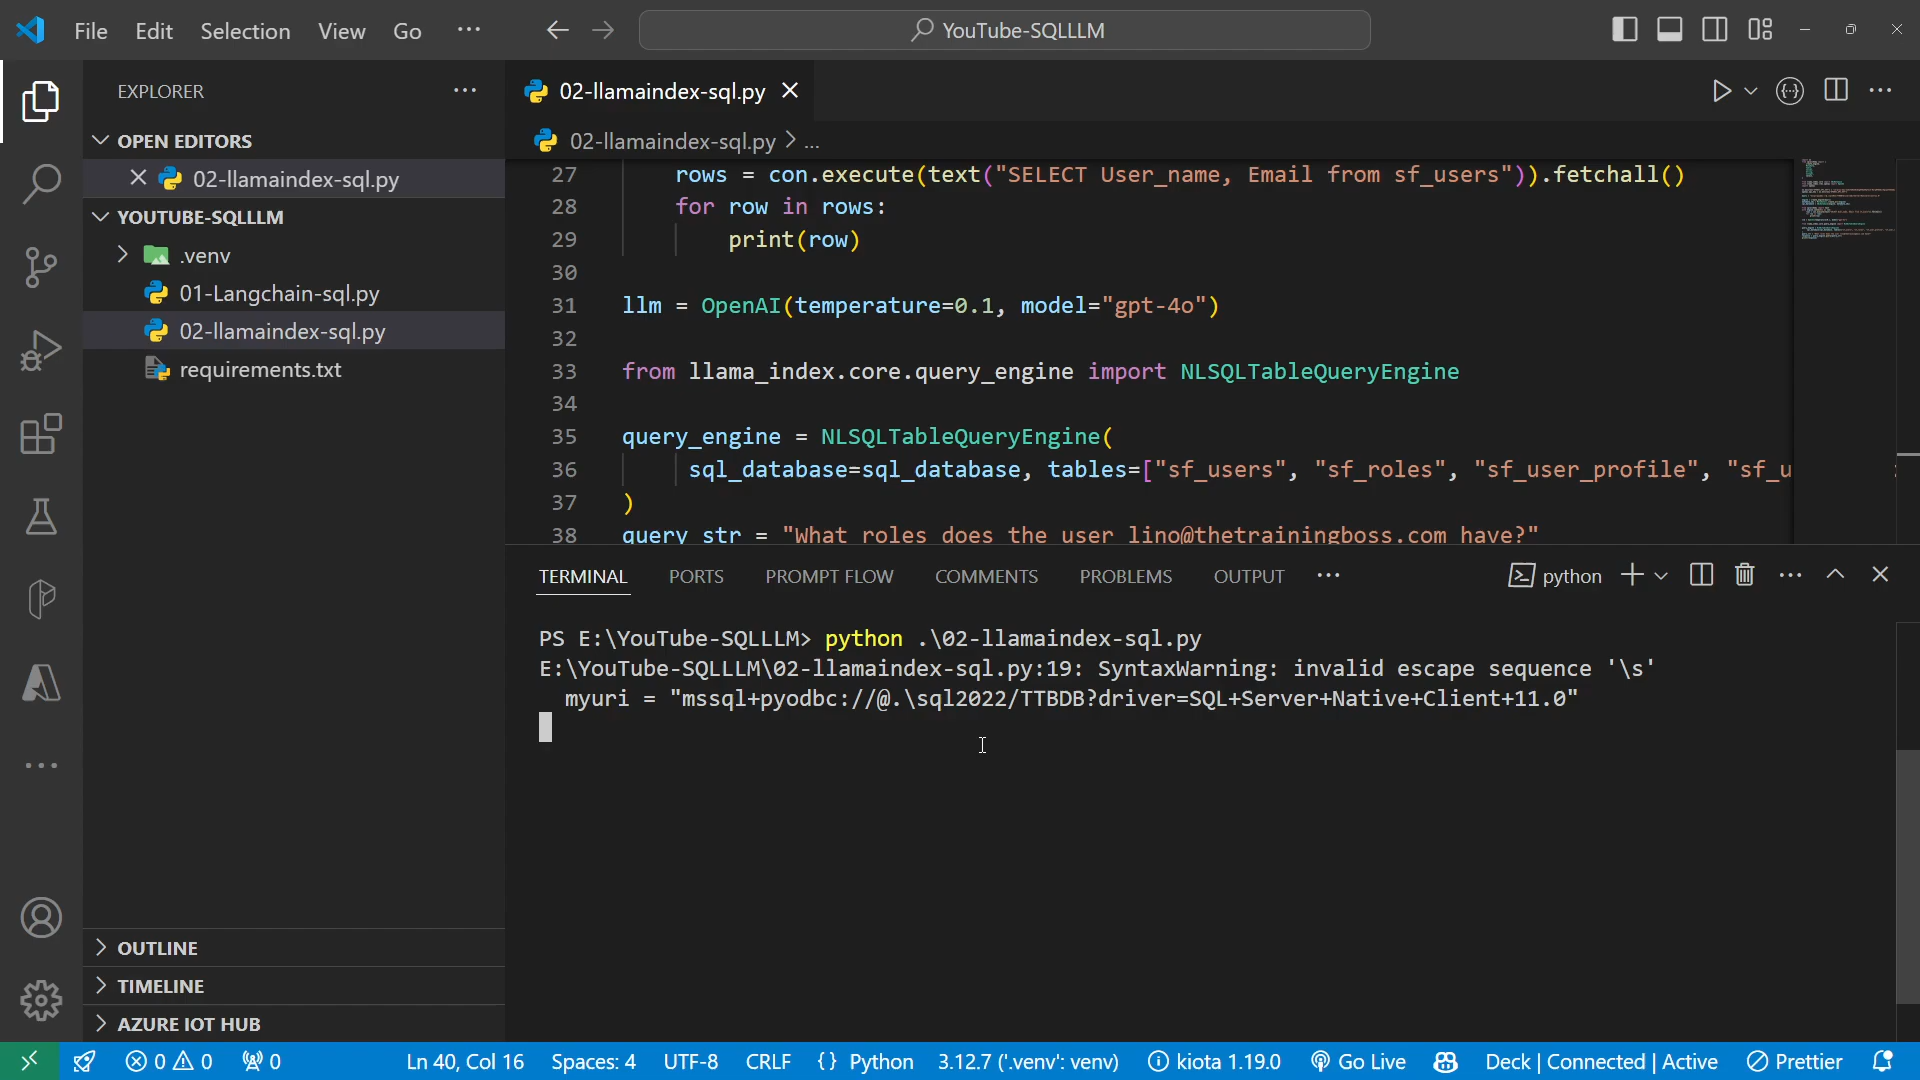 File Edit Selection View Go ... YouTube-SQLLLM
EXPLORER ...
OPEN EDITORS
02-llamaindex-sql.py
YOUTUBE-SQLLLM
.venv
01-Langchain-sql.py
02-llamaindex-sql.py
requirements.txt
OUTLINE
TIMELINE
AZURE IOT HUB
02-llamaindex-sql.py
02-llamaindex-sql.py > ...
27 rows = con.execute(text("SELECT User_name, Email from sf_users")).fetchall()
28 for row in rows:
29 print(row)
30
31 llm = OpenAI(temperature=0.1, model="gpt-4o")
32
33 from llama_index.core.query_engine import NLSQLTableQueryEngine
34
35 query_engine = NLSQLTableQueryEngine(
36 sql_database=sql_database, tables=["sf_users", "sf_roles", "sf_user_profile", "sf_u
37 )
38 query_str = "What roles does the user lino@thetrainingboss.com have?"
TERMINAL PORTS PROMPT FLOW COMMENTS PROBLEMS OUTPUT ... python
PS E:\YouTube-SQLLLM> python .\02-llamaindex-sql.py
E:\YouTube-SQLLLM\02-llamaindex-sql.py:19: SyntaxWarning: invalid escape sequence '\s'
myuri = "mssql+pyodbc://@.\sql2022/TTBDB?driver=SQL+Server+Native+Client+11.0"
0 0 0 Ln 40, Col 16 Spaces: 4 UTF-8 CRLF {} Python 3.12.7 ('.venv': venv) kiota 1.19.0 Go Live Deck | Connected | Active Prettier